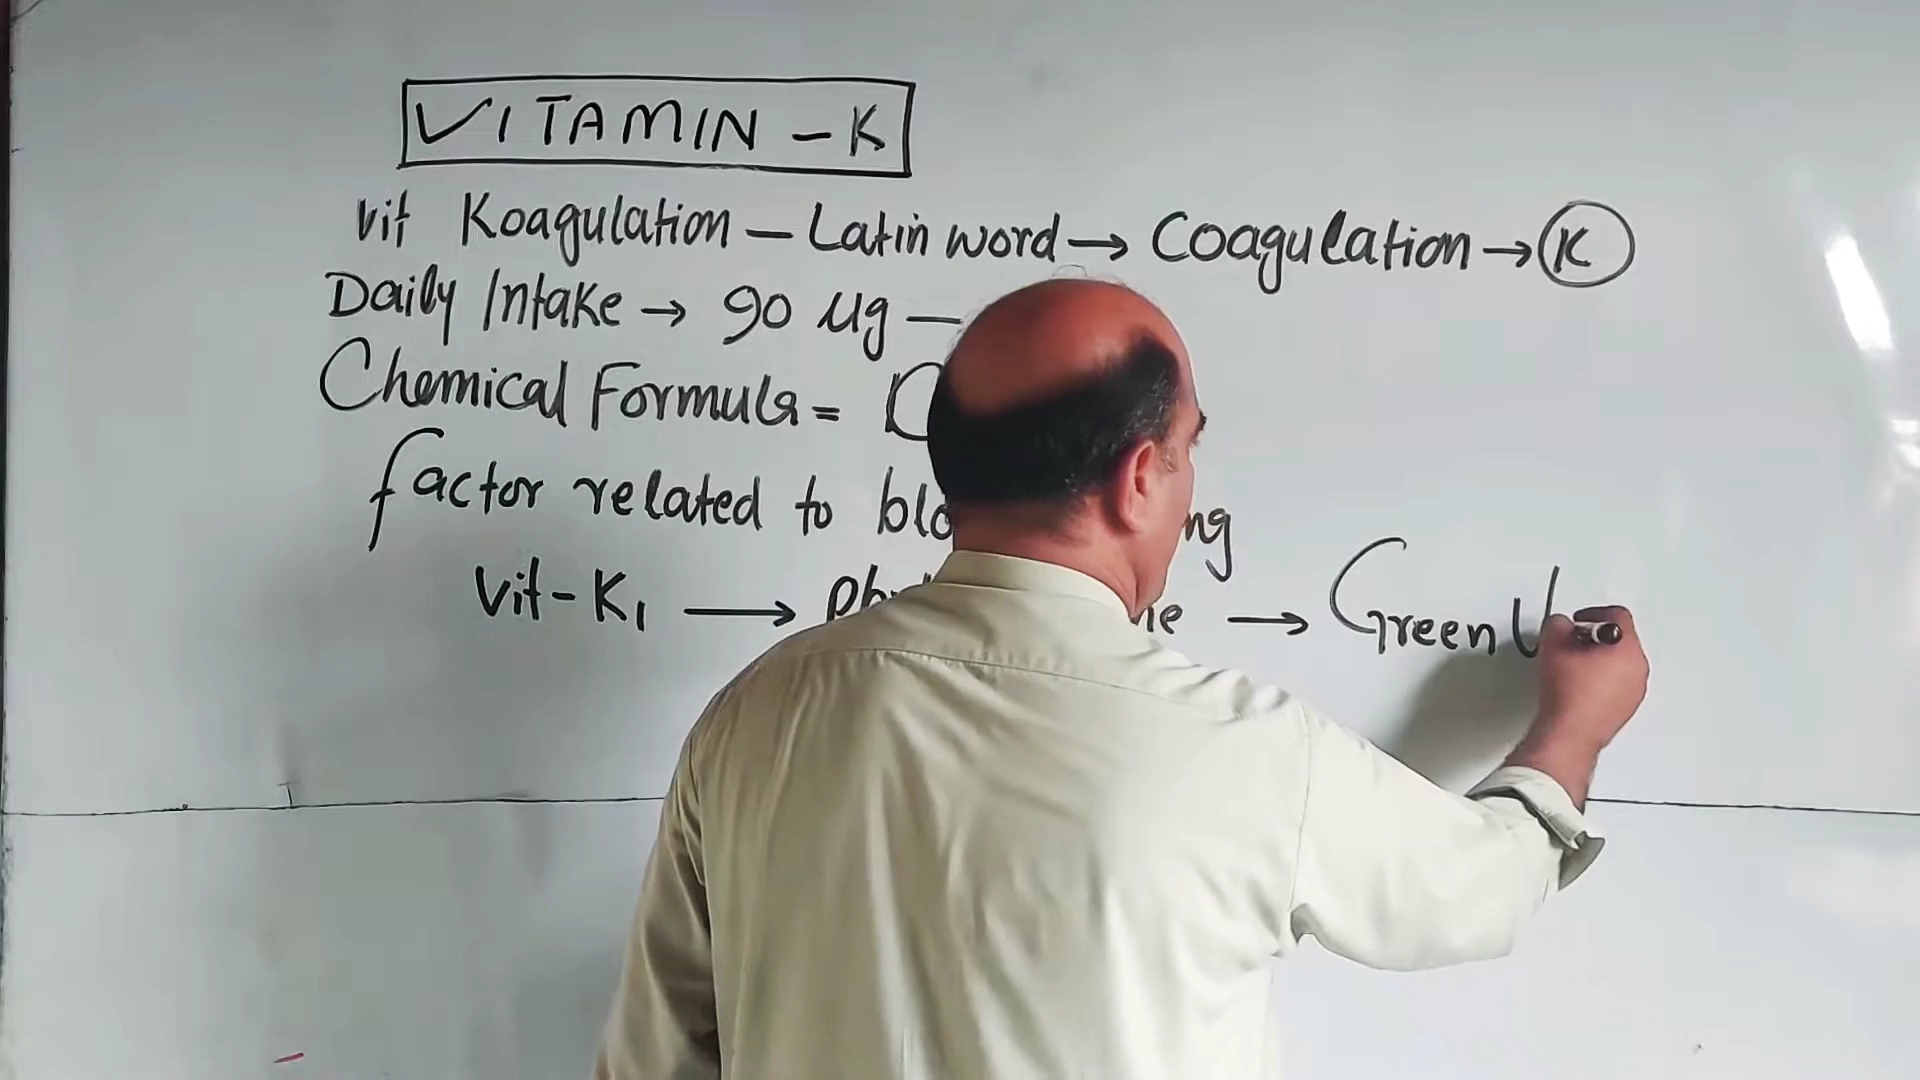 VITAMIN - K
Vit Koagulation — Latin word → Coagulation → K
Daily Intake → 90 ug —
Chemical Formula = C
factor related to
Vit - K1 → → Green